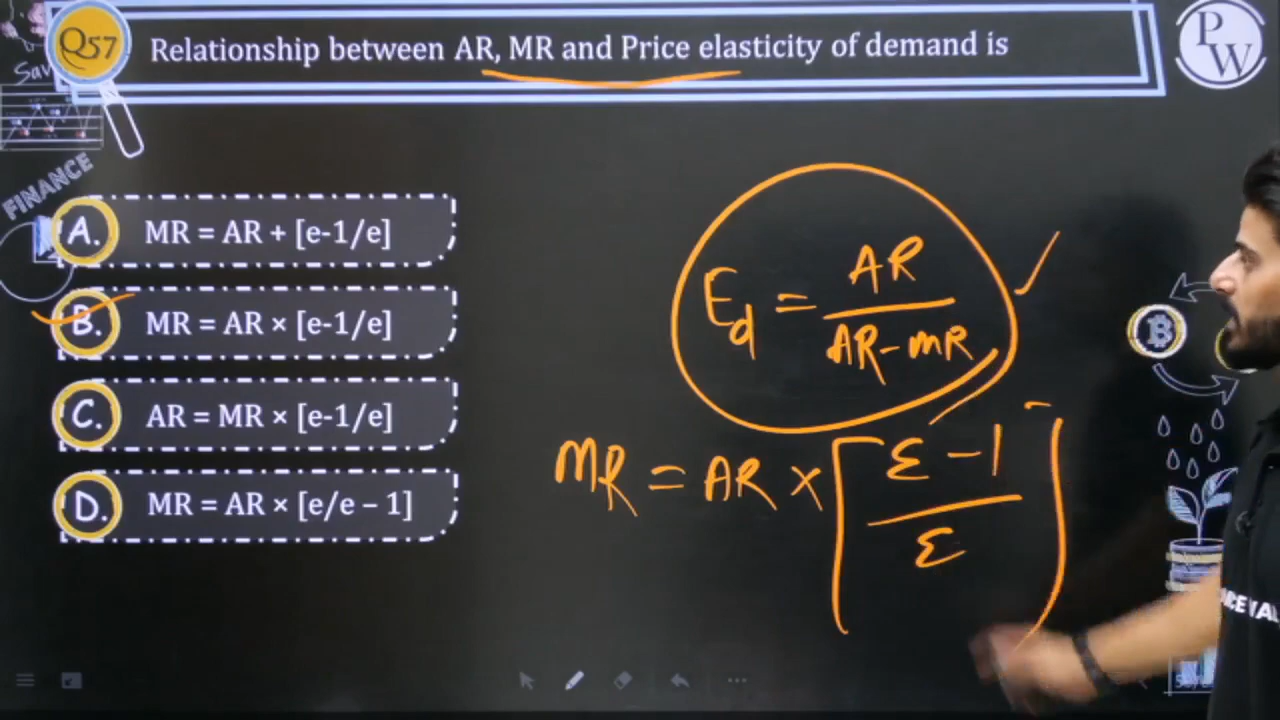 Q57
Relationship between AR, MR and Price elasticity of demand is
PW
Sav
FINANCE
A. MR = AR + [e-1/e]
B. MR = AR × [e-1/e]
C. AR = MR × [e-1/e]
D. MR = AR × [e/e – 1]
Ed = AR
AR - MR
MR = AR × [ε - 1
ε ]